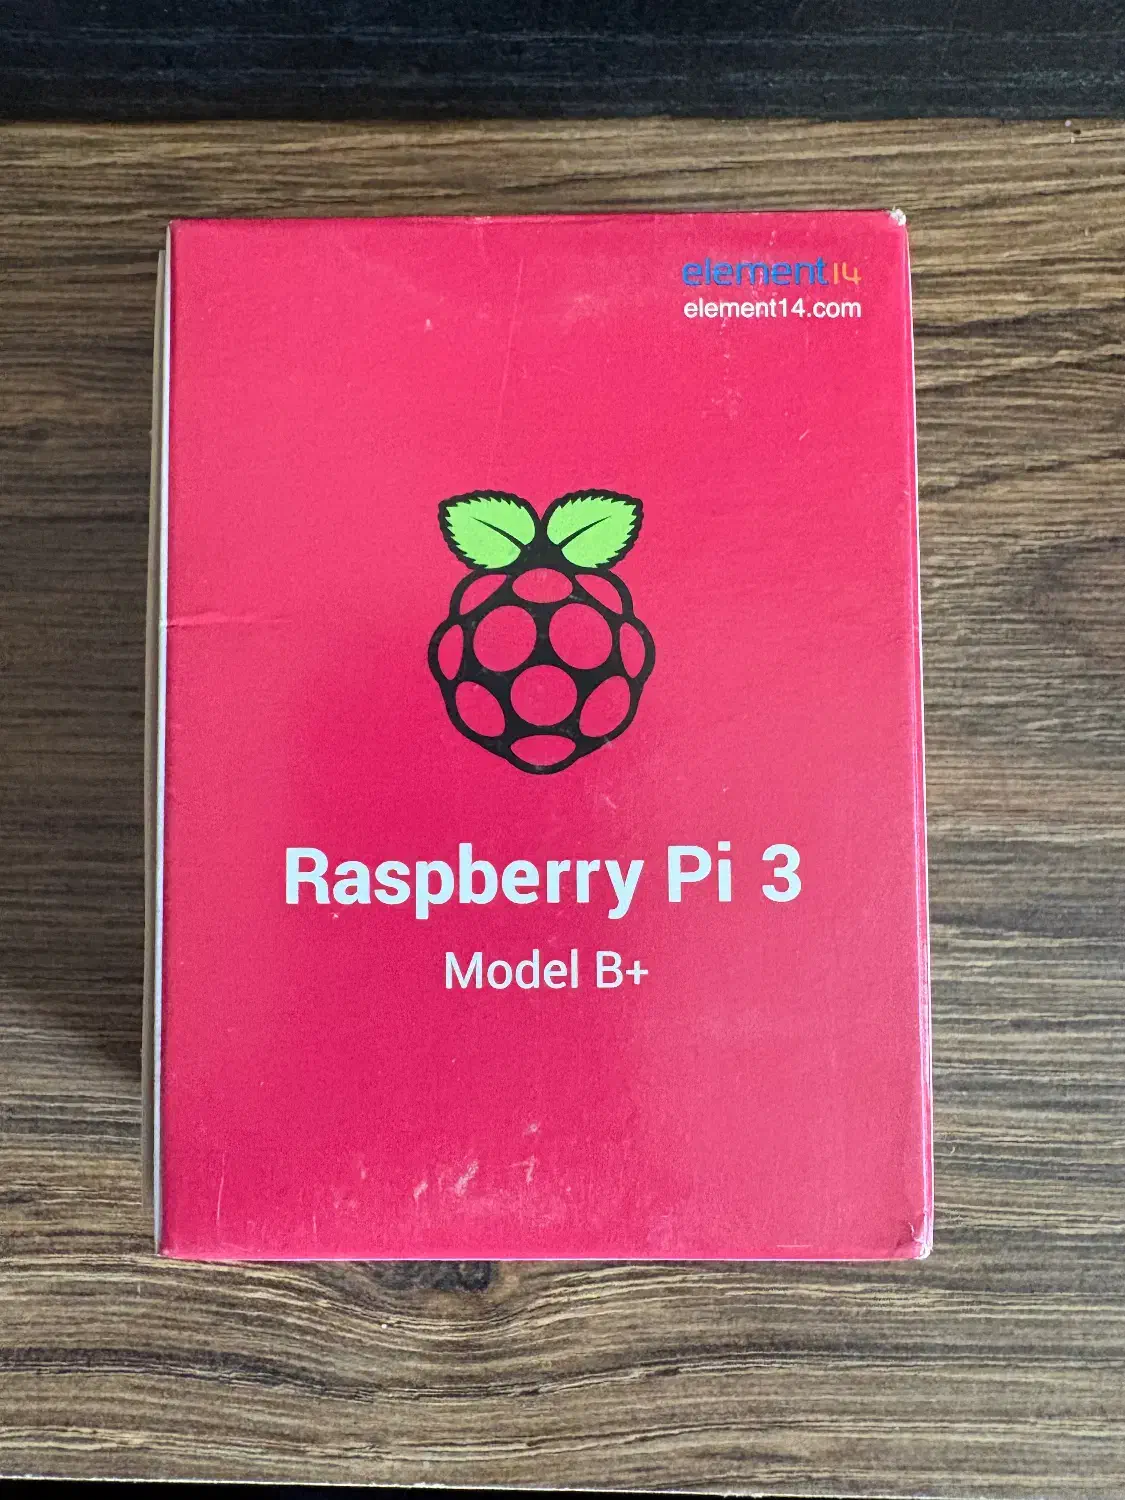 element14
element14.com
Raspberry Pi 3
Model B+